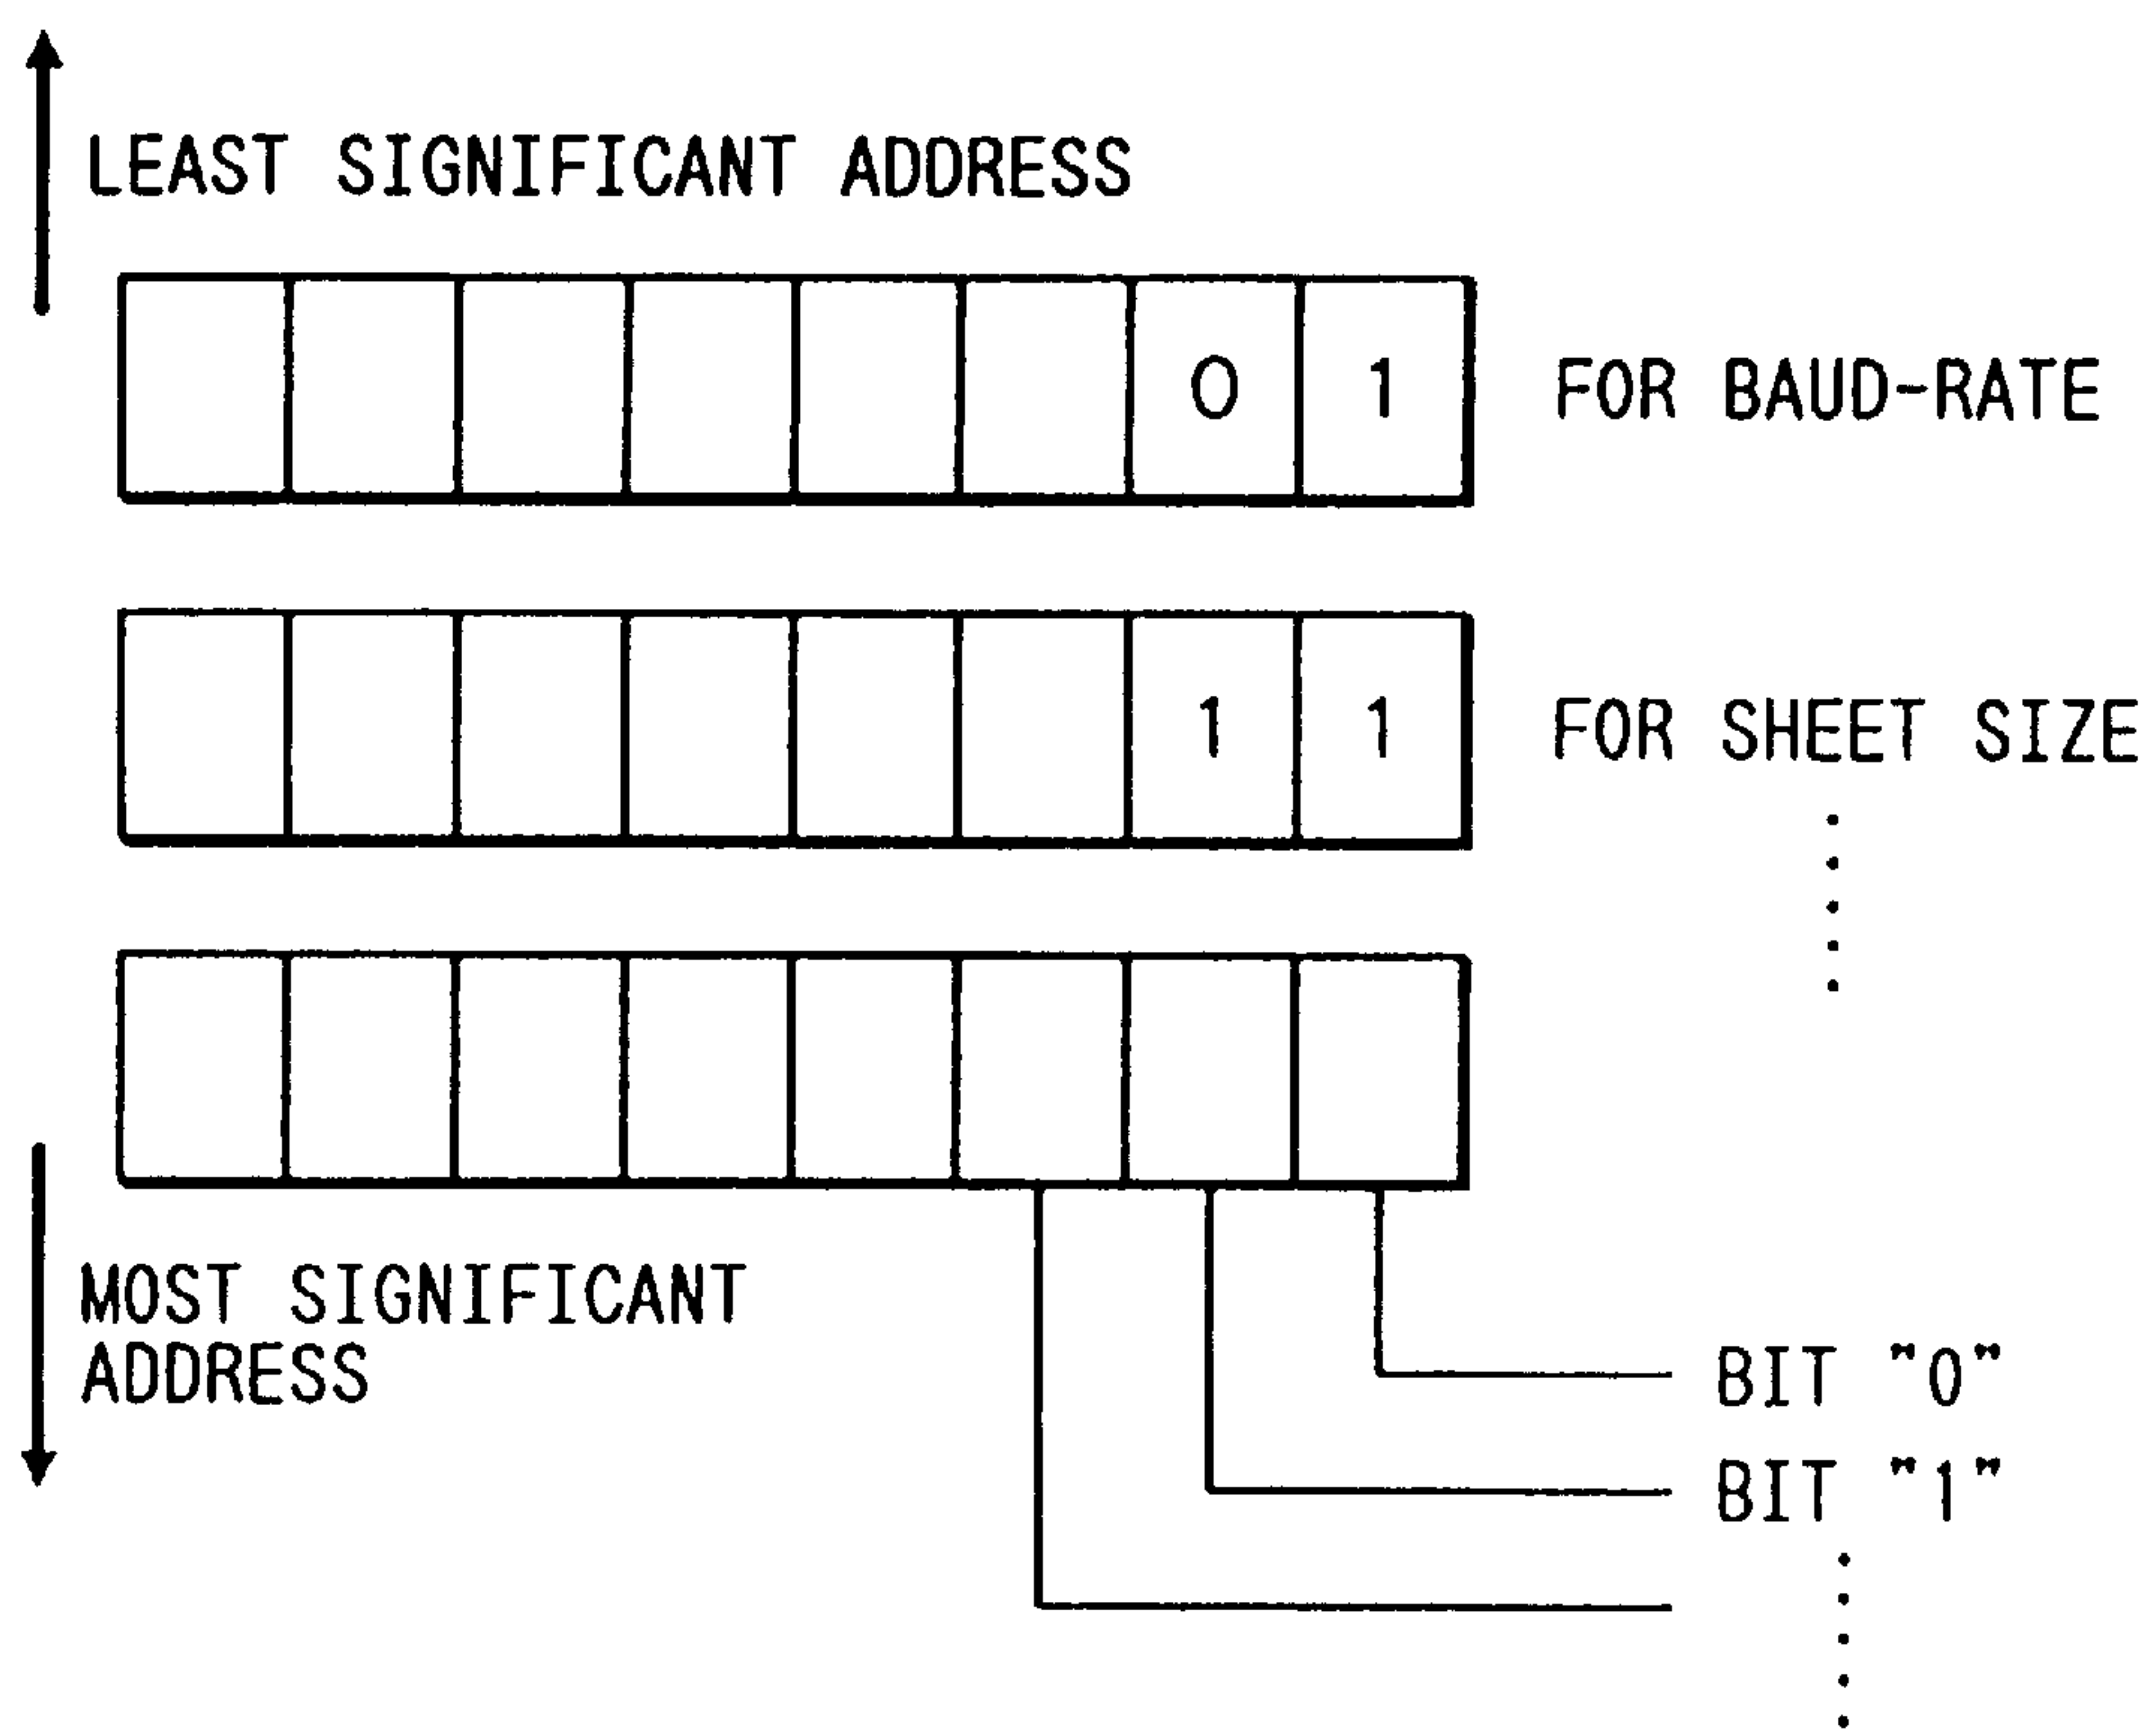 LEAST SIGNIFICANT ADDRESS
0 1 FOR BAUD-RATE
1 1 FOR SHEET SIZE
MOST SIGNIFICANT
ADDRESS
BIT "0"
BIT "1"